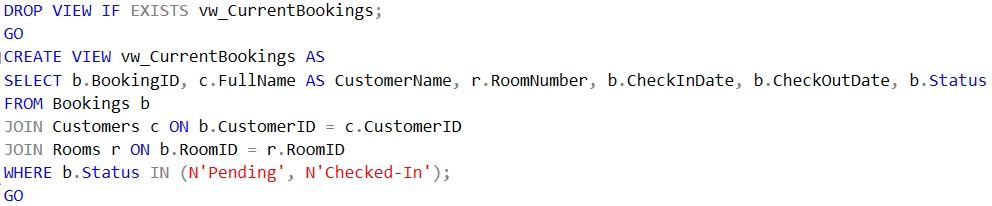 DROP VIEW IF EXISTS vw_CurrentBookings;
GO
CREATE VIEW vw_CurrentBookings AS
SELECT b.BookingID, c.FullName AS CustomerName, r.RoomNumber, b.CheckInDate, b.CheckOutDate, b.Status
FROM Bookings b
JOIN Customers c ON b.CustomerID = c.CustomerID
JOIN Rooms r ON b.RoomID = r.RoomID
WHERE b.Status IN (N'Pending', N'Checked-In');
GO